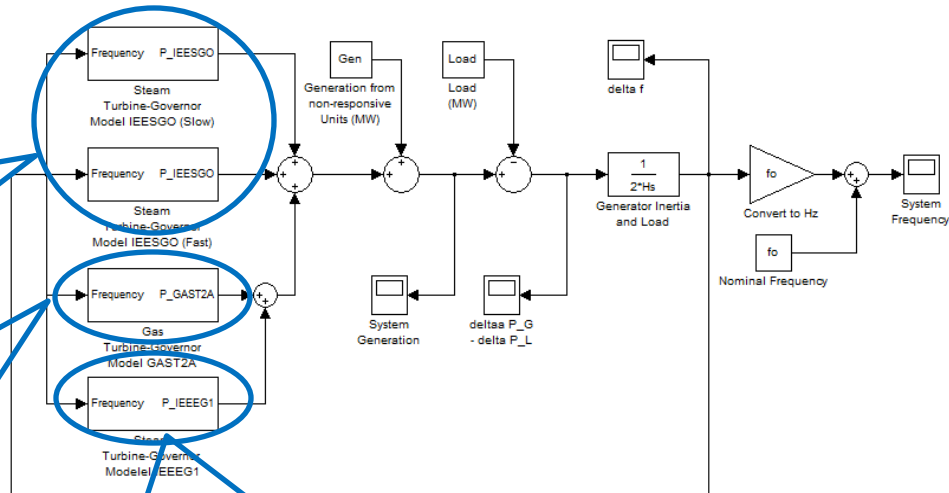 Frequency P_IEESGO
Steam
Turbine-Governor
Model IEESGO (Slow)
Frequency P_IEESGO
Steam
Turbine-Governor
Model IEESGO (Fast)
Frequency P_GAST2A
Gas
Turbine-Governor
Model GAST2A
Frequency P_IEEEG1
Steam
Turbine-Governor
Modelel IEEEG1
+
+
+
+
Gen
Generation from
non-responsive
Units (MW)
+
+
System
Generation
Load
Load
(MW)
-
+
deltaa P_G
- delta P_L
delta f
1
2*Hs
Generator Inertia
and Load
fo
Convert to Hz
fo
Nominal Frequency
+
+
System
Frequency
+
+